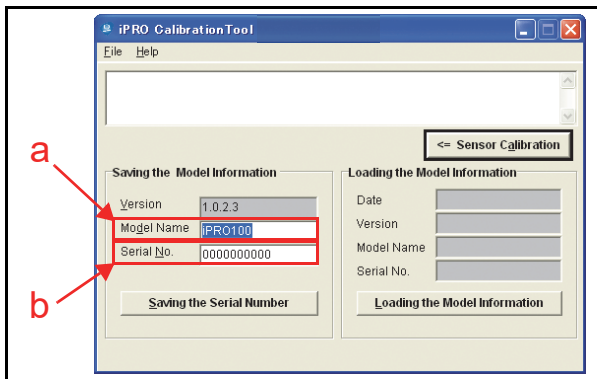 iPRO Calibration Tool
File Help
<= Sensor Calibration
a
Saving the Model Information
Version 1.0.2.3
Model Name iPRO100
Serial No. 0000000000
Saving the Serial Number
b
Loading the Model Information
Date
Version
Model Name
Serial No.
Loading the Model Information